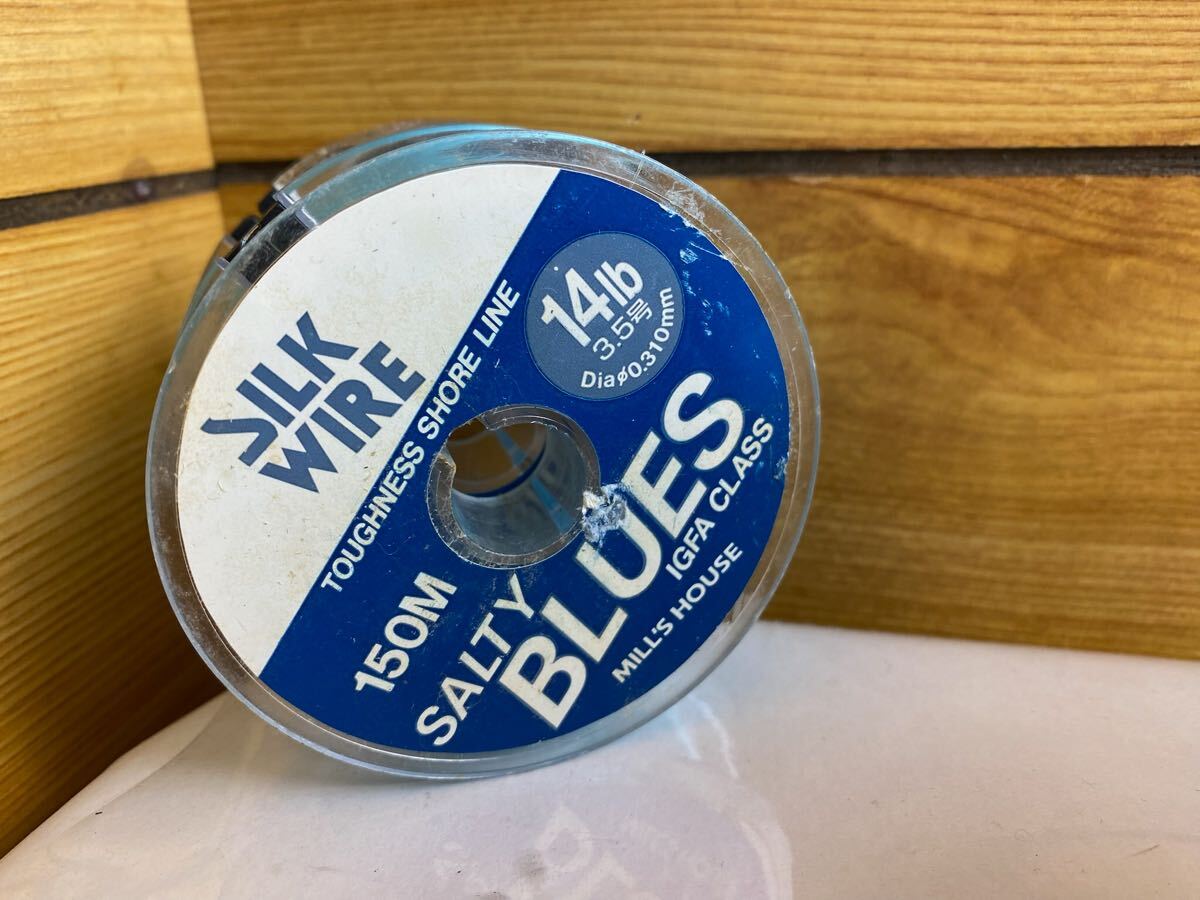 SILK
WIRE
TOUGHNESS SHORE LINE
14lb
3.5号
Diaø0.310mm
150M
SALTY
BLUES
IGFA CLASS
MILL'S HOUSE